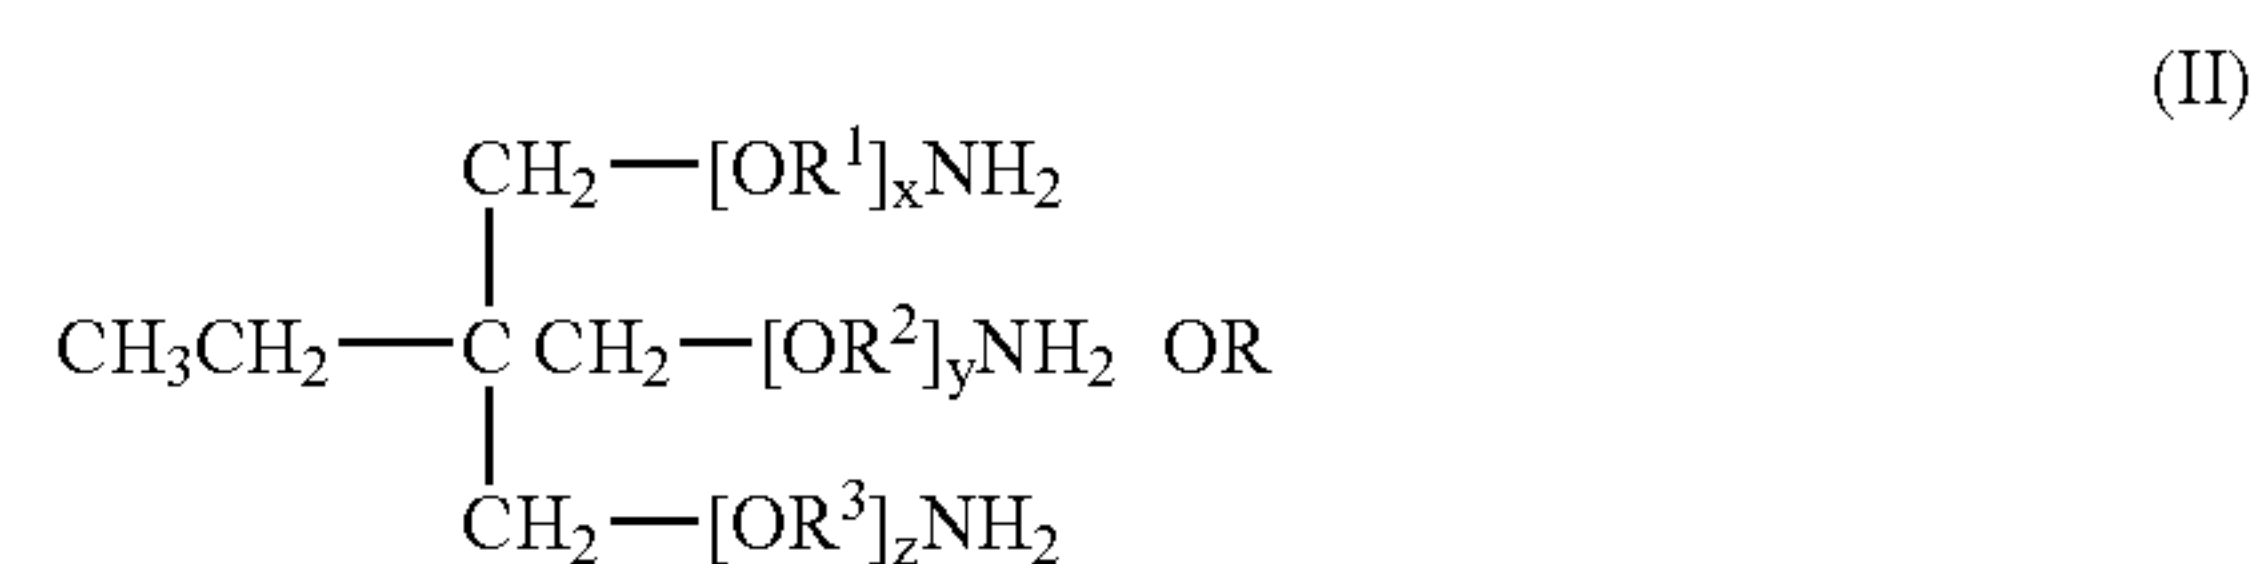 (II)
CH₂—[OR¹]ₓNH₂
CH₃CH₂—C CH₂—[OR²]yNH₂ OR
CH₂—[OR³]zNH₂